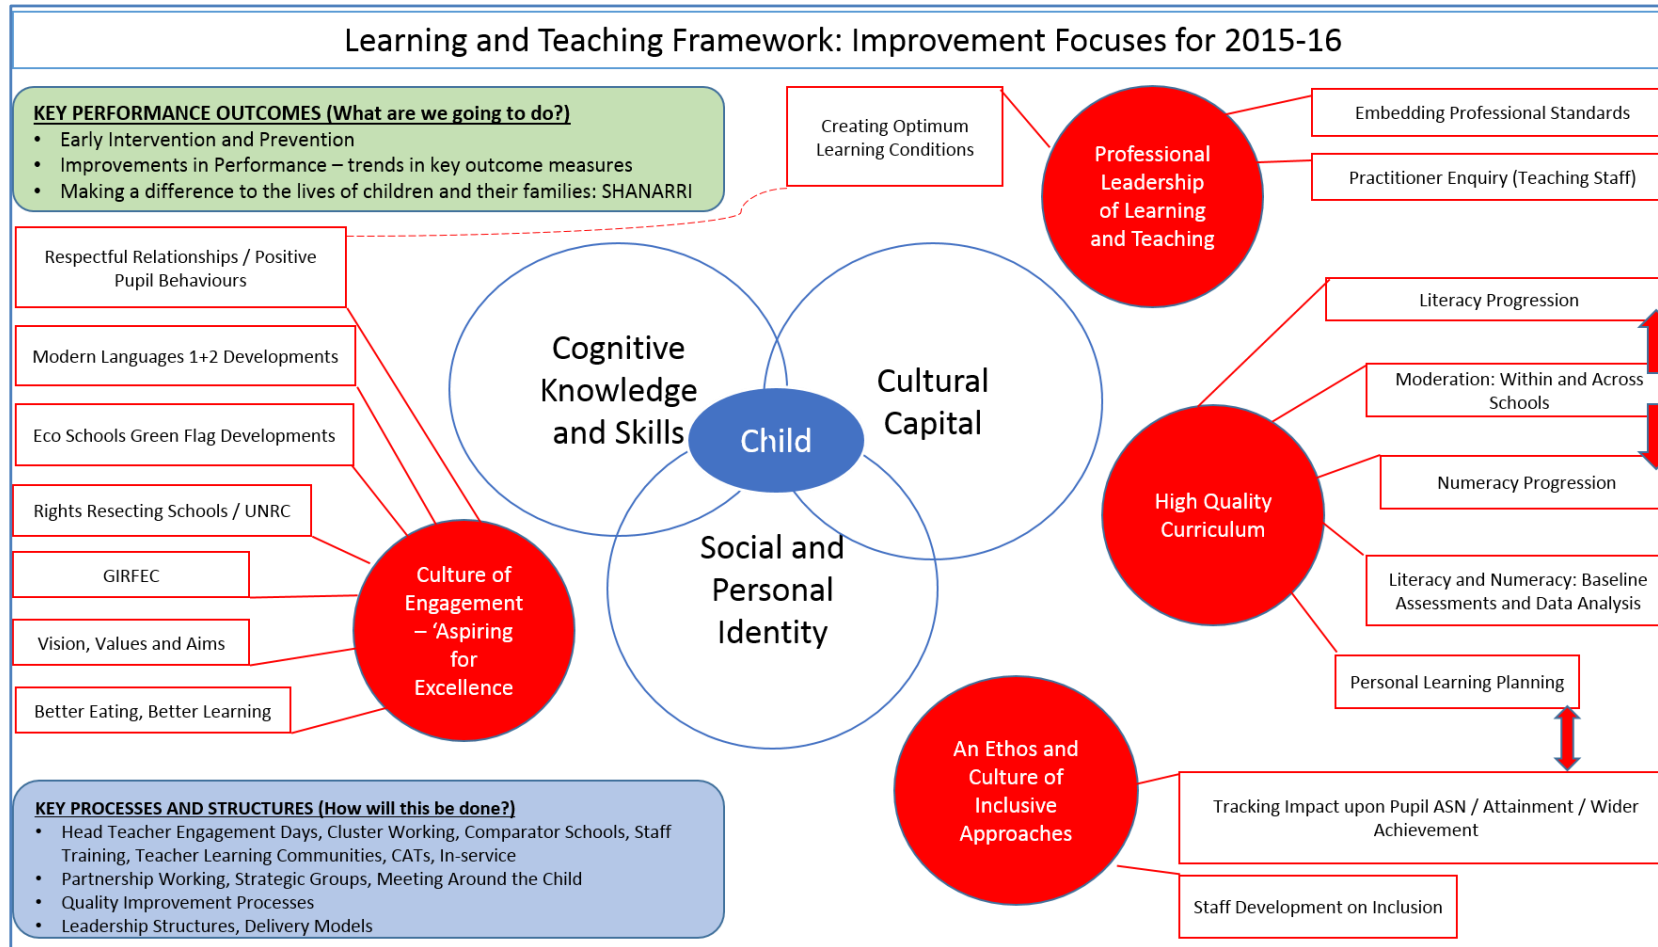 Learning and Teaching Framework: Improvement Focuses for 2015-16
KEY PERFORMANCE OUTCOMES (What are we going to do?)
• Early Intervention and Prevention
• Improvements in Performance – trends in key outcome measures
• Making a difference to the lives of children and their families: SHANARRI
Creating Optimum
Learning Conditions
Professional
Leadership
of Learning
and Teaching
Embedding Professional Standards
Practitioner Enquiry (Teaching Staff)
Respectful Relationships / Positive
Pupil Behaviours
Modern Languages 1+2 Developments
Eco Schools Green Flag Developments
Rights Resecting Schools / UNRC
GIRFEC
Vision, Values and Aims
Better Eating, Better Learning
Culture of
Engagement
– ‘Aspiring
for
Excellence
Cognitive
Knowledge
and Skills
Cultural
Capital
Child
Social and
Personal
Identity
High Quality
Curriculum
Literacy Progression
Moderation: Within and Across
Schools
Numeracy Progression
Literacy and Numeracy: Baseline
Assessments and Data Analysis
Personal Learning Planning
An Ethos and
Culture of
Inclusive
Approaches
Tracking Impact upon Pupil ASN / Attainment / Wider
Achievement
Staff Development on Inclusion
KEY PROCESSES AND STRUCTURES (How will this be done?)
• Head Teacher Engagement Days, Cluster Working, Comparator Schools, Staff
Training, Teacher Learning Communities, CATs, In-service
• Partnership Working, Strategic Groups, Meeting Around the Child
• Quality Improvement Processes
• Leadership Structures, Delivery Models